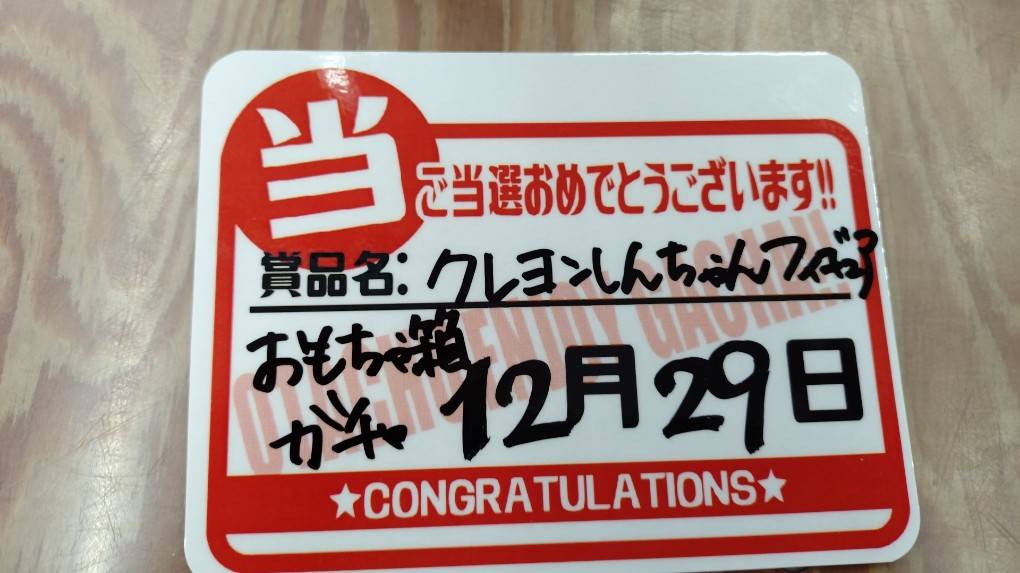 当
ご当選おめでとうございます!!
賞品名: クレヨンしんちゃんフィギュア
おもちゃ箱
ガチャ
12月29日
★CONGRATULATIONS★